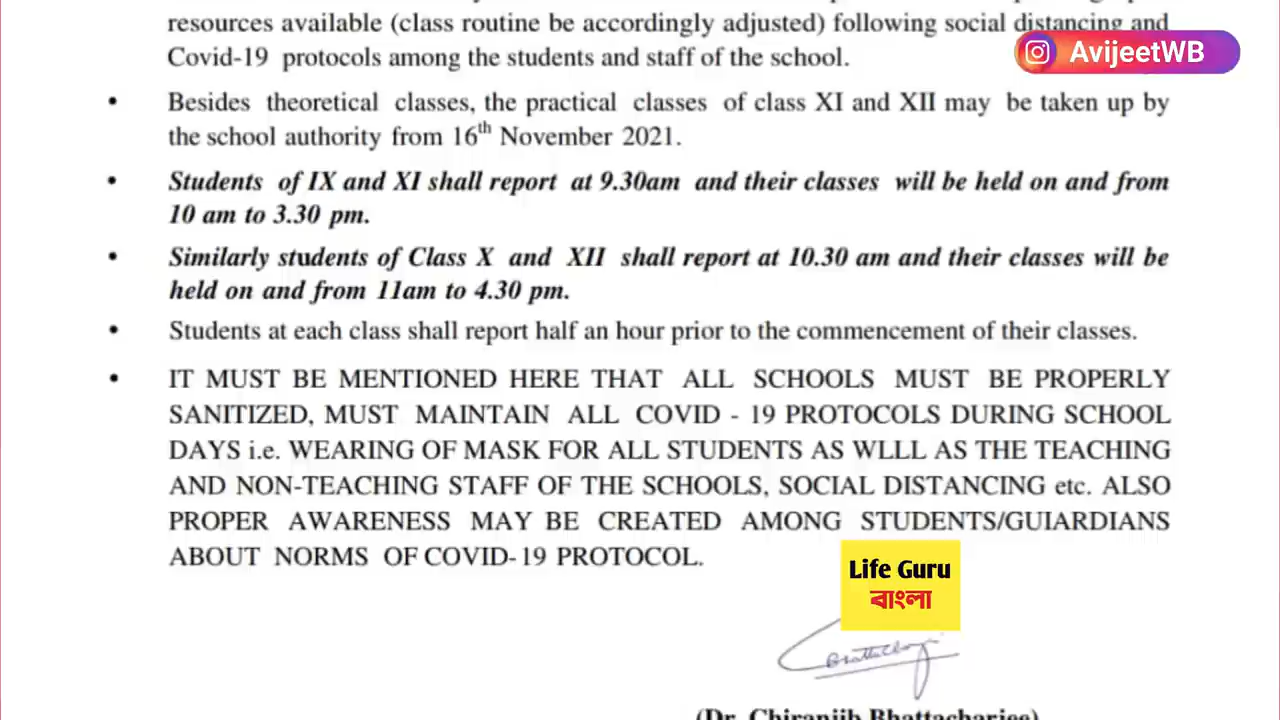 resources available (class routine be accordingly adjusted) following social distancing and
AvijeetWB
Covid-19 protocols among the students and staff of the school.
• Besides theoretical classes, the practical classes of class XI and XII may be taken up by
the school authority from 16th November 2021.
• Students of IX and XI shall report at 9.30am and their classes will be held on and from
10 am to 3.30 pm.
• Similarly students of Class X and XII shall report at 10.30 am and their classes will be
held on and from 11am to 4.30 pm.
• Students at each class shall report half an hour prior to the commencement of their classes.
• IT MUST BE MENTIONED HERE THAT ALL SCHOOLS MUST BE PROPERLY
SANITIZED, MUST MAINTAIN ALL COVID - 19 PROTOCOLS DURING SCHOOL
DAYS i.e. WEARING OF MASK FOR ALL STUDENTS AS WLLL AS THE TEACHING
AND NON-TEACHING STAFF OF THE SCHOOLS, SOCIAL DISTANCING etc. ALSO
PROPER AWARENESS MAY BE CREATED AMONG STUDENTS/GUIARDIANS
ABOUT NORMS OF COVID-19 PROTOCOL.
Life Guru
বাংলা
(Dr. Chiranjib Bhattacharjee)